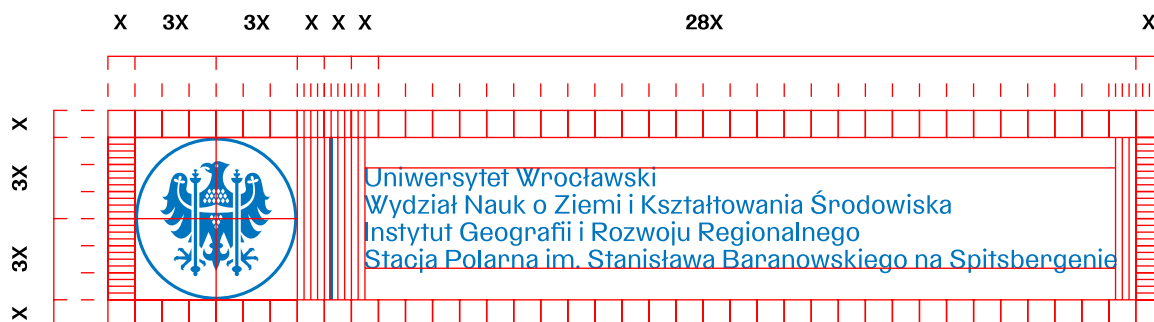 X 3X 3X X X X 28X X
X
3X
3X
X
Uniwersytet Wrocławski
Wydział Nauk o Ziemi i Kształtowania Środowiska
Instytut Geografii i Rozwoju Regionalnego
Stacja Polarna im. Stanisława Baranowskiego na Spitsbergenie